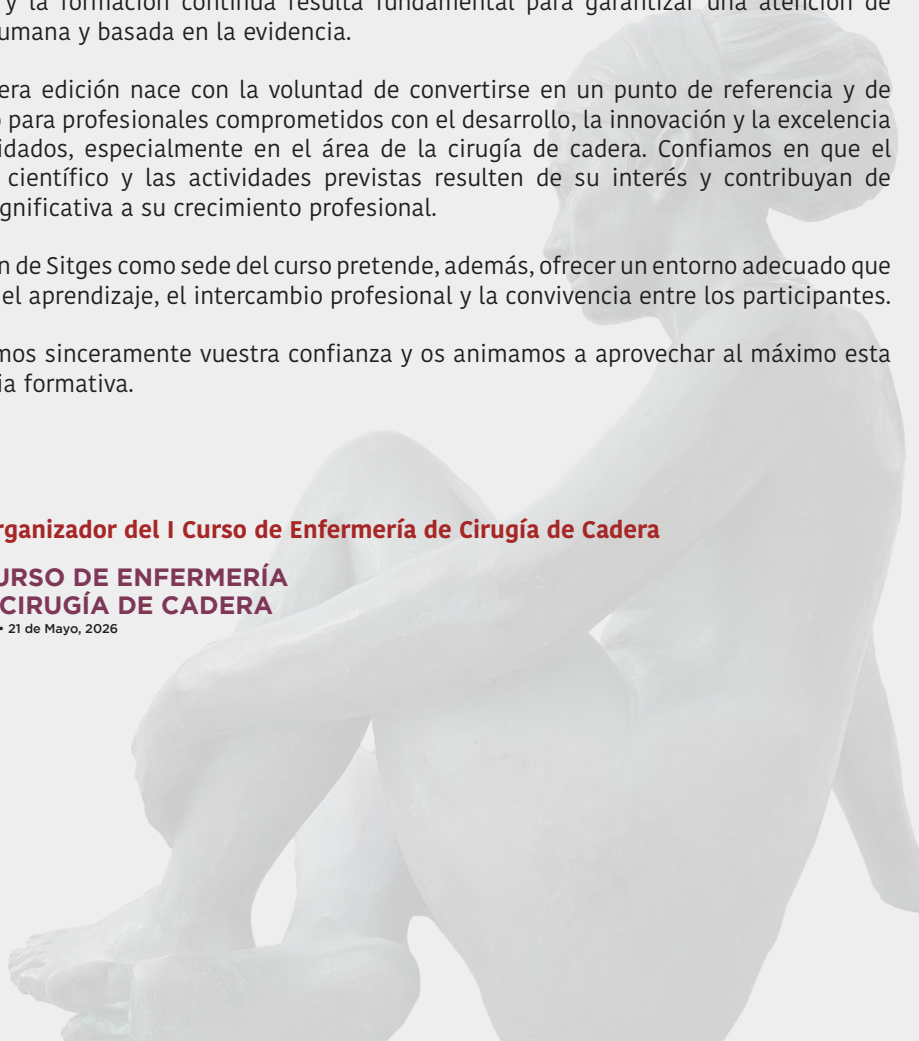 y la formación continua resulta fundamental para garantizar una atención de
umana y basada en la evidencia.
era edición nace con la voluntad de convertirse en un punto de referencia y de
para profesionales comprometidos con el desarrollo, la innovación y la excelencia
idados, especialmente en el área de la cirugía de cadera. Confiamos en que el
científico y las actividades previstas resulten de su interés y contribuyan de
gnificativa a su crecimiento profesional.
n de Sitges como sede del curso pretende, además, ofrecer un entorno adecuado que
el aprendizaje, el intercambio profesional y la convivencia entre los participantes.
mos sinceramente vuestra confianza y os animamos a aprovechar al máximo esta
ia formativa.
rganizador del I Curso de Enfermería de Cirugía de Cadera
URSO DE ENFERMERÍA
CIRUGÍA DE CADERA
• 21 de Mayo, 2026